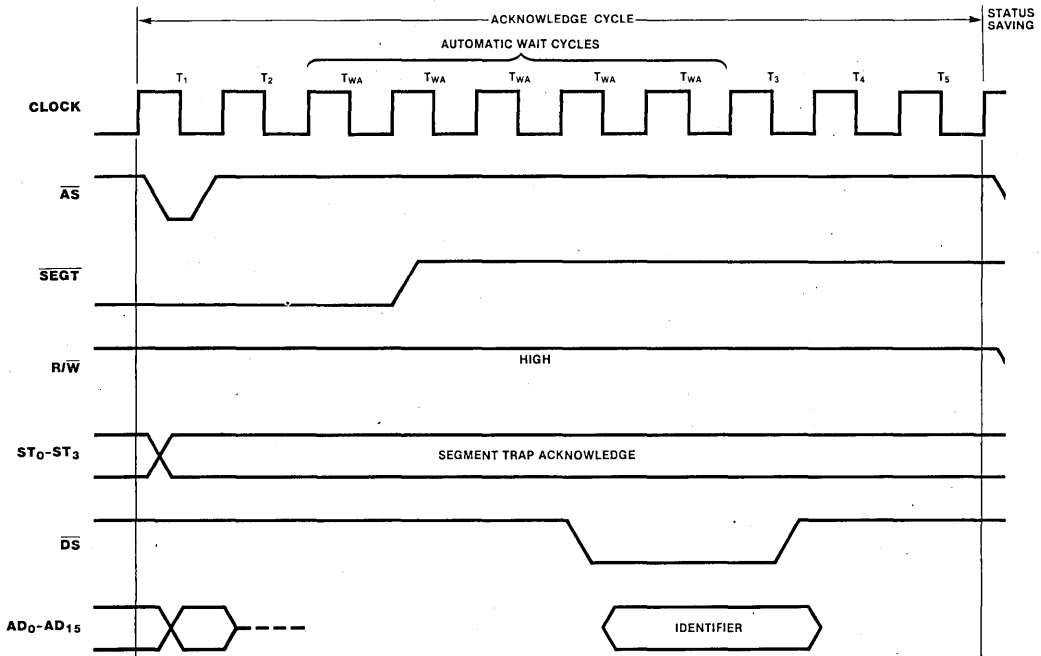 ACKNOWLEDGE CYCLE
STATUS
SAVING
AUTOMATIC WAIT CYCLES
T1 T2 TWA TWA TWA TWA TWA T3 T4 T5
CLOCK
AS
SEGT
R/W
HIGH
ST0-ST3
SEGMENT TRAP ACKNOWLEDGE
DS
AD0-AD15
IDENTIFIER